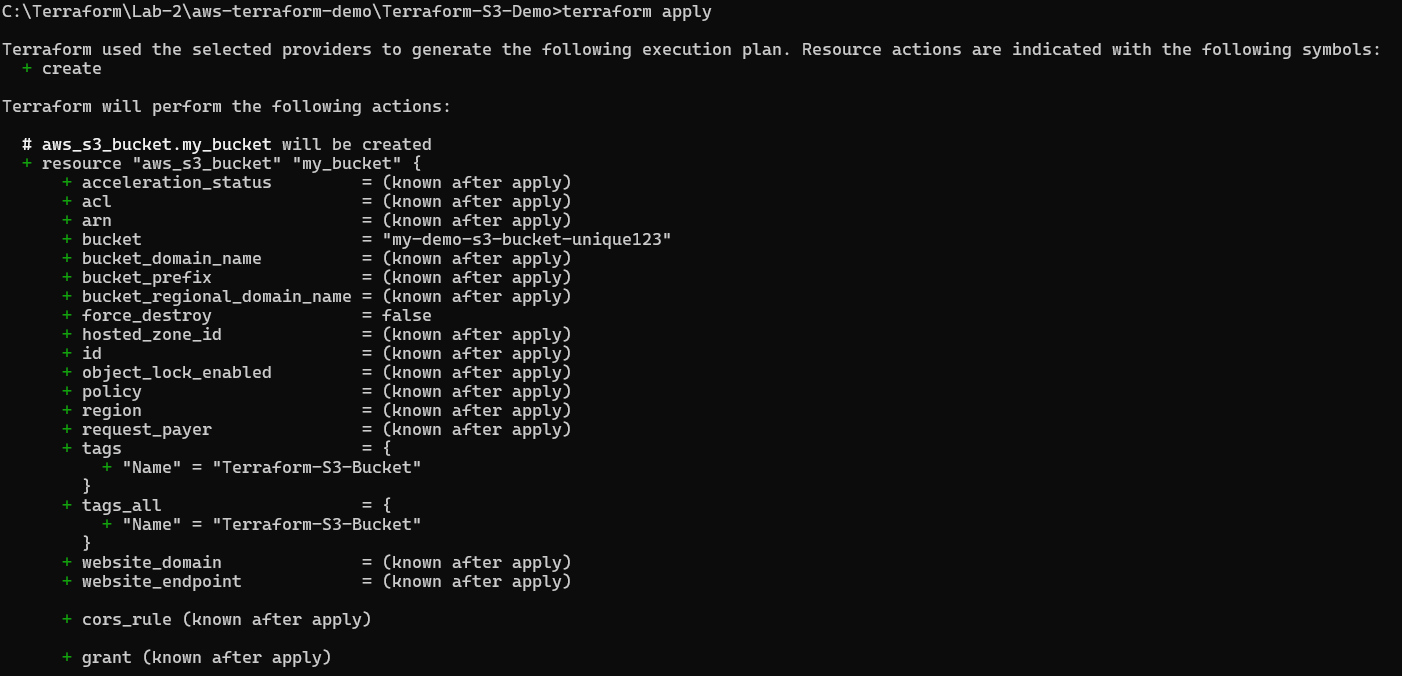 C:\Terraform\Lab-2\aws-terraform-demo\Terraform-S3-Demo>terraform apply
Terraform used the selected providers to generate the following execution plan. Resource actions are indicated with the following symbols:
+ create
Terraform will perform the following actions:
# aws_s3_bucket.my_bucket will be created
+ resource "aws_s3_bucket" "my_bucket" {
+ acceleration_status = (known after apply)
+ acl = (known after apply)
+ arn = (known after apply)
+ bucket = "my-demo-s3-bucket-unique123"
+ bucket_domain_name = (known after apply)
+ bucket_prefix = (known after apply)
+ bucket_regional_domain_name = (known after apply)
+ force_destroy = false
+ hosted_zone_id = (known after apply)
+ id = (known after apply)
+ object_lock_enabled = (known after apply)
+ policy = (known after apply)
+ region = (known after apply)
+ request_payer = (known after apply)
+ tags = {
+ "Name" = "Terraform-S3-Bucket"
}
+ tags_all = {
+ "Name" = "Terraform-S3-Bucket"
}
+ website_domain = (known after apply)
+ website_endpoint = (known after apply)
+ cors_rule (known after apply)
+ grant (known after apply)